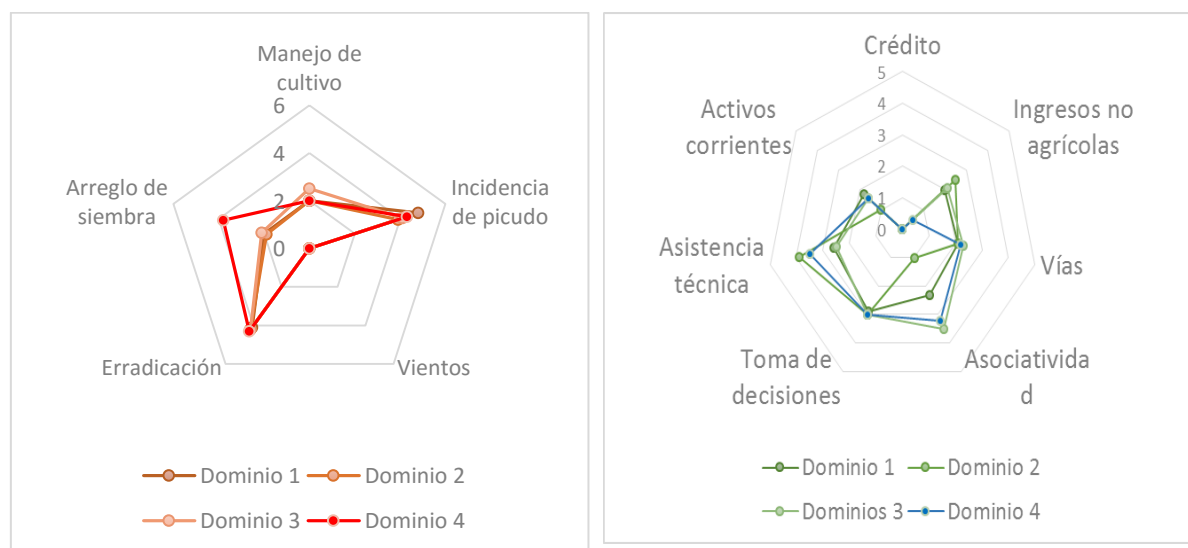 Manejo de
cultivo
6
4
2
0
Arreglo de
siembra
Incidencia
de picudo
Erradicación
Vientos
Dominio 1
Dominio 2
Dominio 3
Dominio 4
Crédito
5
4
3
2
1
0
Activos
corrientes
Ingresos no
agrícolas
Asistencia
técnica
Vías
Toma de
decisiones
Asociativida
d
Dominio 1
Dominio 2
Dominios 3
Dominio 4